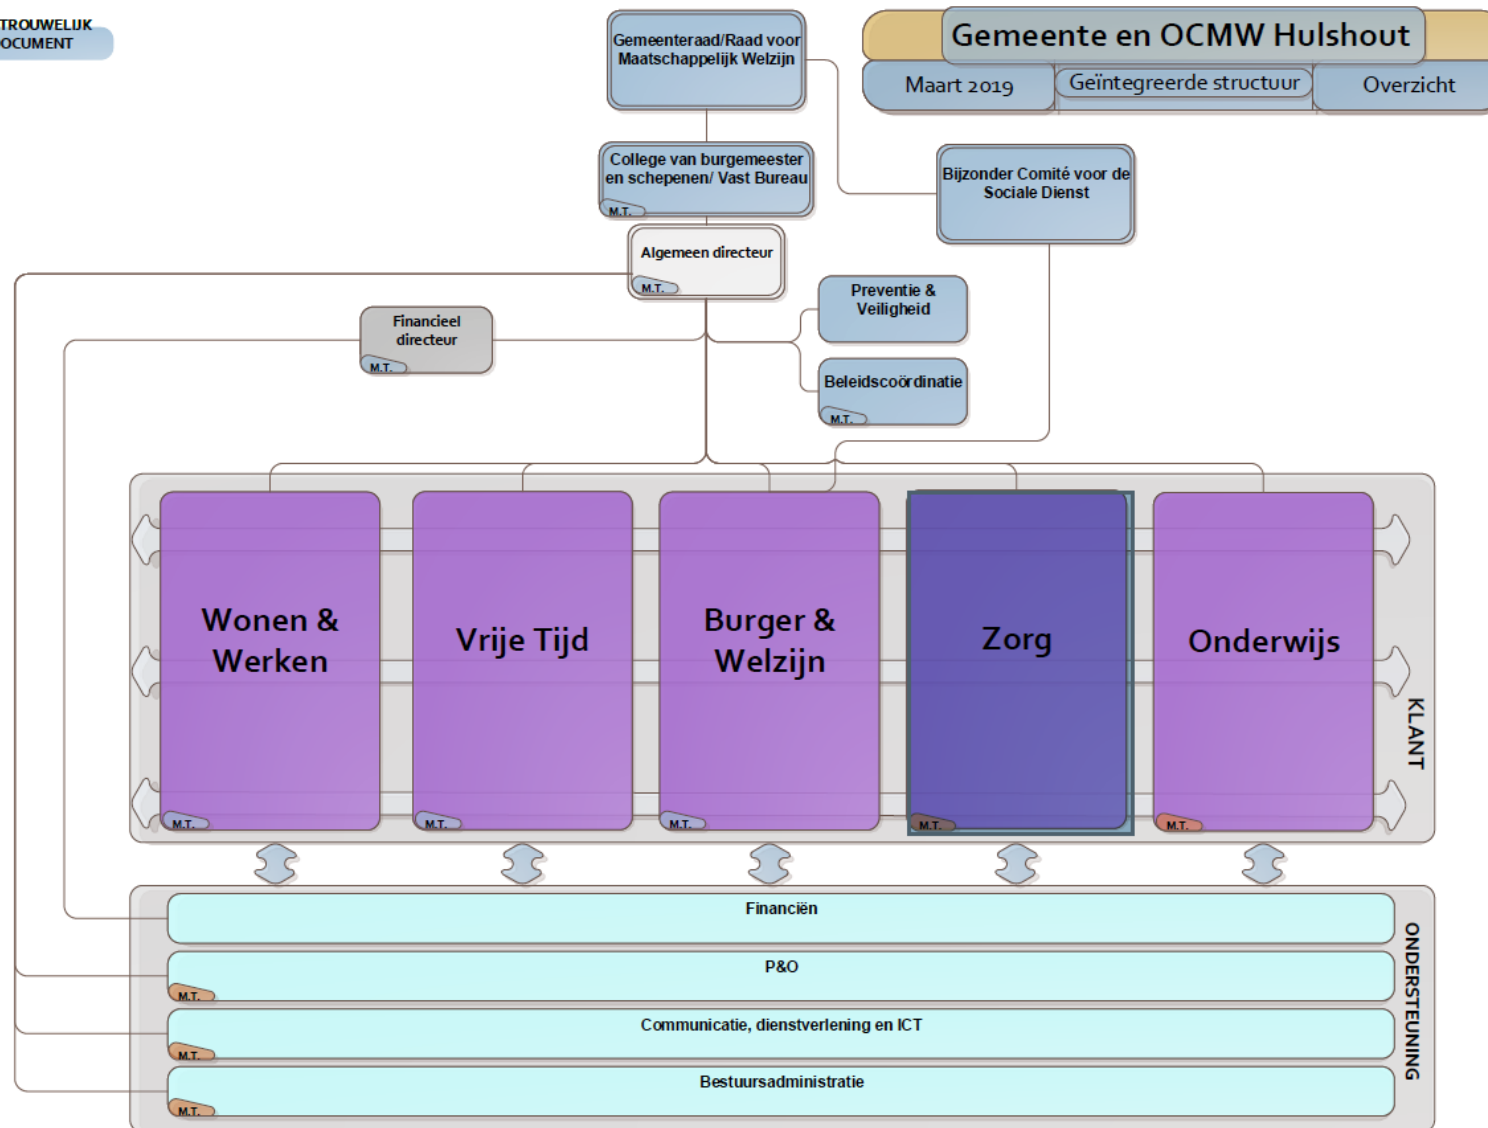 TROUWELIJK
OCUMENT
Gemeenteraad/Raad voor
Maatschappelijk Welzijn
Gemeente en OCMW Hulshout
Maart 2019
Geïntegreerde structuur
Overzicht
College van burgemeester
en schepenen/ Vast Bureau
M.T.
Bijzonder Comité voor de
Sociale Dienst
Algemeen directeur
M.T.
Preventie &
Veiligheid
Financieel
directeur
M.T.
Beleidscoördinatie
M.T.
Wonen &
Werken
M.T.
Vrije Tijd
M.T.
Burger &
Welzijn
M.T.
Zorg
M.T.
Onderwijs
M.T.
KLANT
Financiën
P&O
M.T.
Communicatie, dienstverlening en ICT
M.T.
Bestuursadministratie
M.T.
ONDERSTEUNING